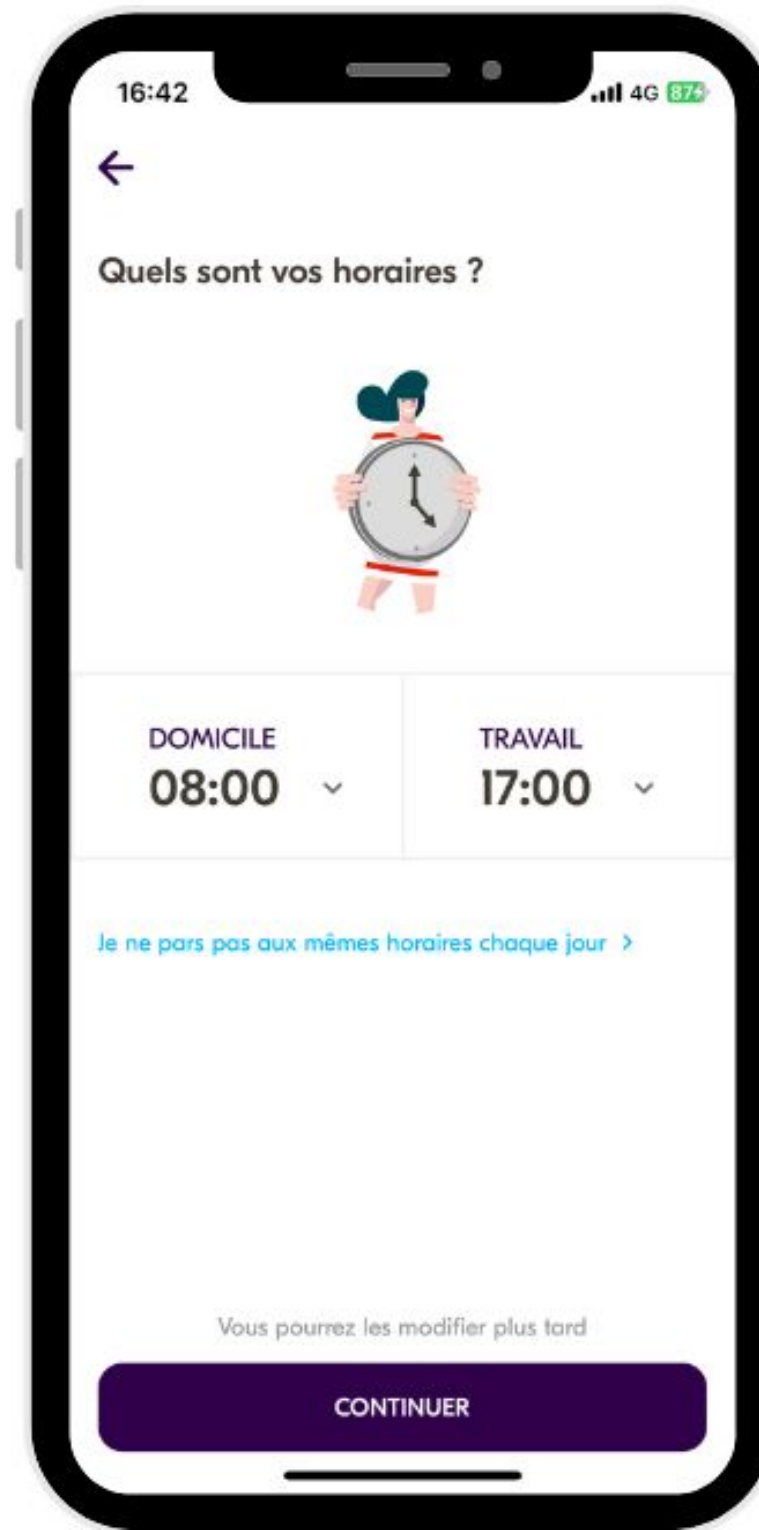 16:42
4G 87
Quels sont vos horaires ?
DOMICILE
08:00
TRAVAIL
17:00
Je ne pars pas aux mêmes horaires chaque jour >
Vous pourrez les modifier plus tard
CONTINUER